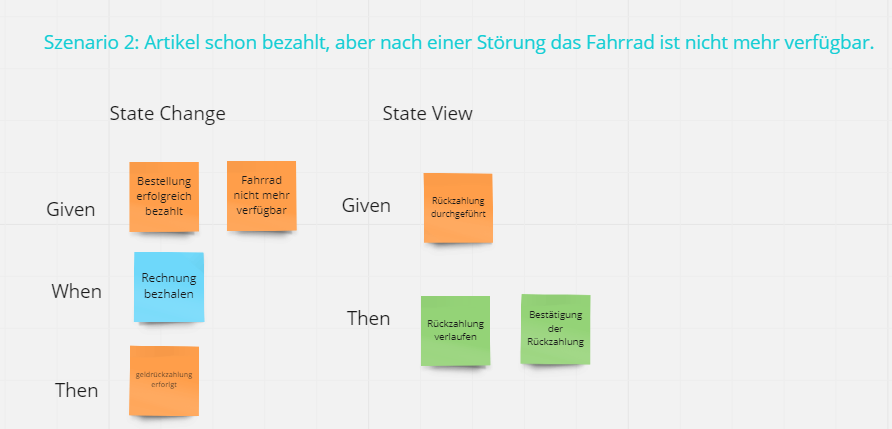 Szenario 2: Artikel schon bezahlt, aber nach einer Störung das Fahrrad ist nicht mehr verfügbar.
State Change
State View
Given
Bestellung
erfolgreich
bezahlt
Fahrrad
nicht mehr
verfügbar
Given
Rückzahlung
durchgeführt
When
Rechnung
bezhalen
Then
Rückzahlung
verlaufen
Bestätigung
der
Rückzahlung
Then
geldrückzahlung
erforigt